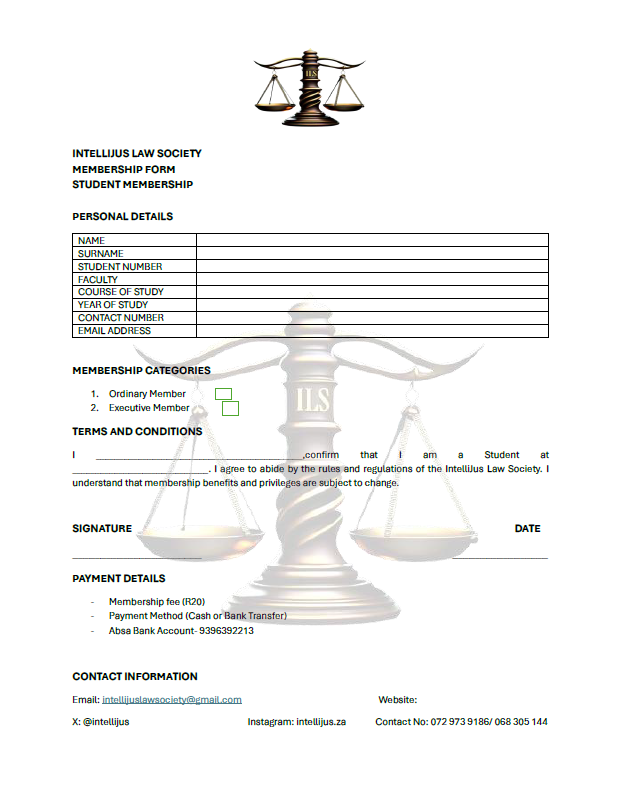 ILS
INTELLIJUS LAW SOCIETY
MEMBERSHIP FORM
STUDENT MEMBERSHIP
PERSONAL DETAILS
NAME
SURNAME
STUDENT NUMBER
FACULTY
COURSE OF STUDY
YEAR OF STUDY
CONTACT NUMBER
EMAIL ADDRESS
MEMBERSHIP CATEGORIES
1. Ordinary Member
2. Executive Member
ILS
TERMS AND CONDITIONS
I ____________________________________,confirm that I am a Student at
________________________. I agree to abide by the rules and regulations of the IntelliJus Law Society. I
understand that membership benefits and privileges are subject to change.
SIGNATURE DATE
_______________________ _________________
PAYMENT DETAILS
- Membership fee (R20)
- Payment Method (Cash or Bank Transfer)
- Absa Bank Account- 9396392213
CONTACT INFORMATION
Email: intellijuslawsociety@gmail.com Website:
X: @intellijus Instagram: intellijus.za Contact No: 072 973 9186/ 068 305 144